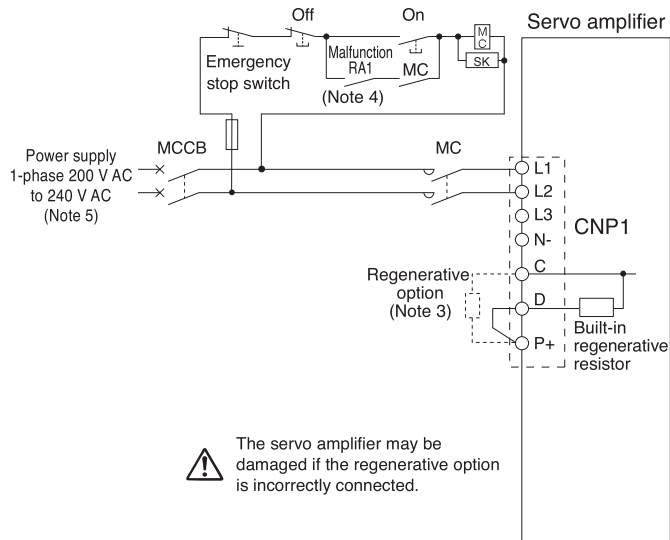 Off
On
Servo amplifier
M
C
SK
Emergency
stop switch
Malfunction
RA1
MC
(Note 4)
Power supply
1-phase 200 V AC
to 240 V AC
(Note 5)
MCCB
MC
L1
L2
L3
N-
CNP1
C
D
P+
Regenerative
option
(Note 3)
Built-in
regenerative
resistor
The servo amplifier may be
damaged if the regenerative option
is incorrectly connected.